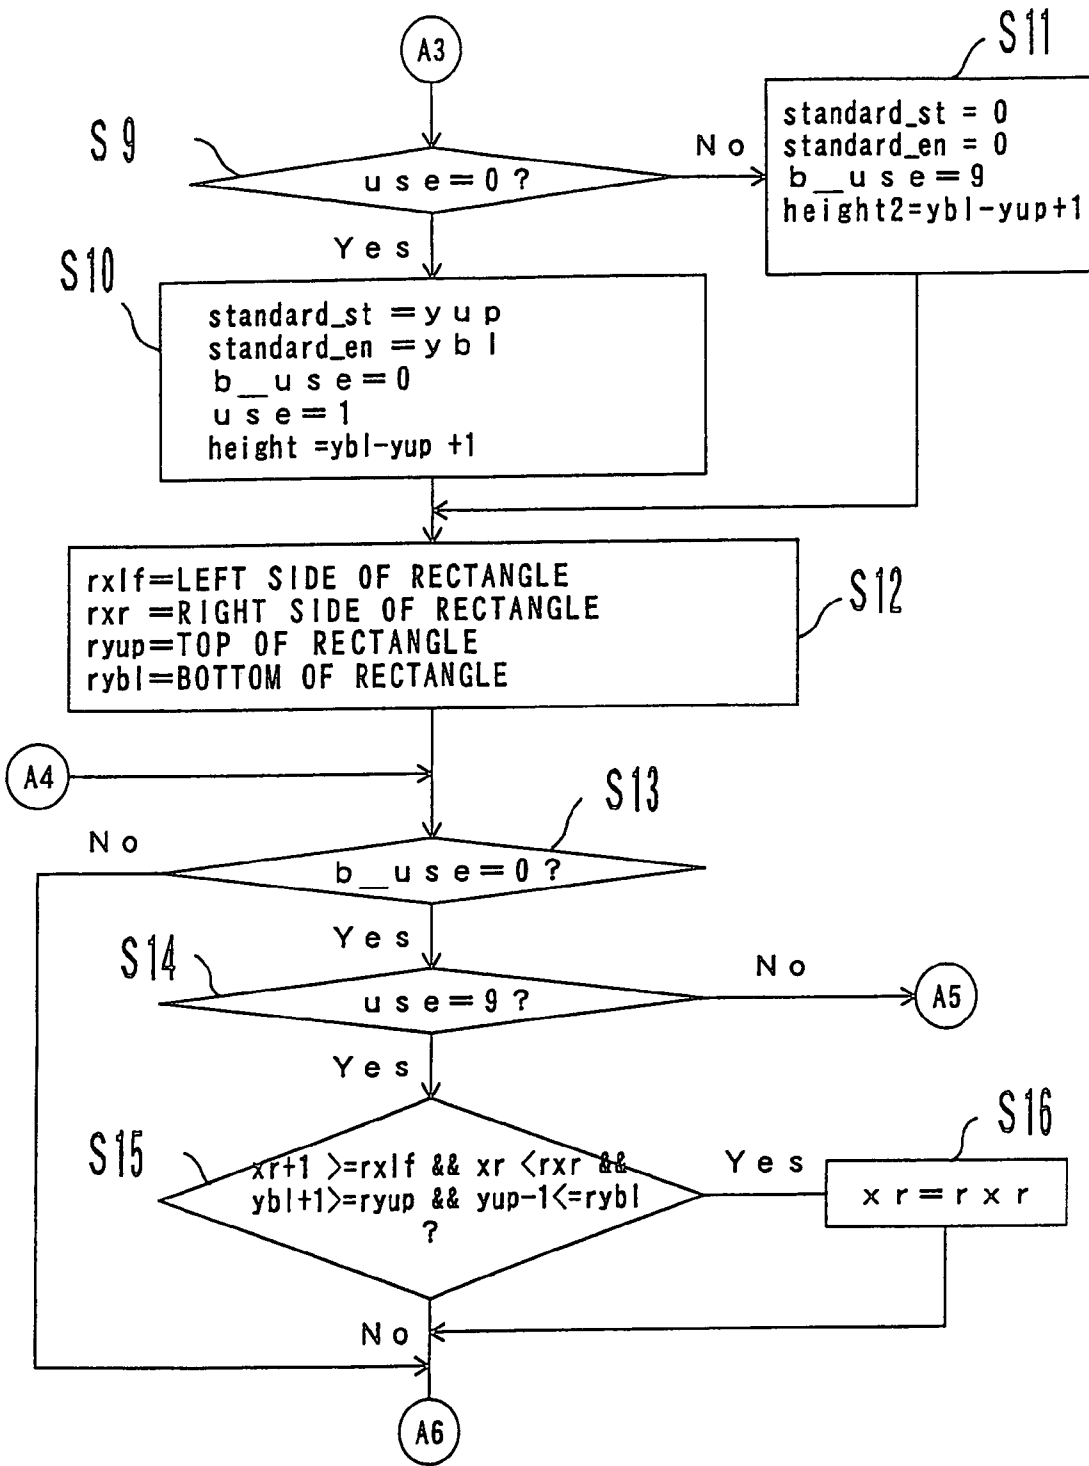 A3
S11
standard_st = 0
standard_en = 0
b__use=9
height2=ybl-yup+1
S9
use=0?
No
Yes
S10
standard_st =yup
standard_en =ybl
b__use=0
use=1
height =ybl-yup +1
rxlf=LEFT SIDE OF RECTANGLE
rxr =RIGHT SIDE OF RECTANGLE
ryup=TOP OF RECTANGLE
rybl=BOTTOM OF RECTANGLE
S12
A4
S13
No
b__use=0?
Yes
S14
use=9?
No
A5
Yes
S15
xr+1 >=rxlf && xr <rxr &&
ybl+1>=ryup && yup-1<=rybl
?
Yes
S16
xr=rxr
No
A6